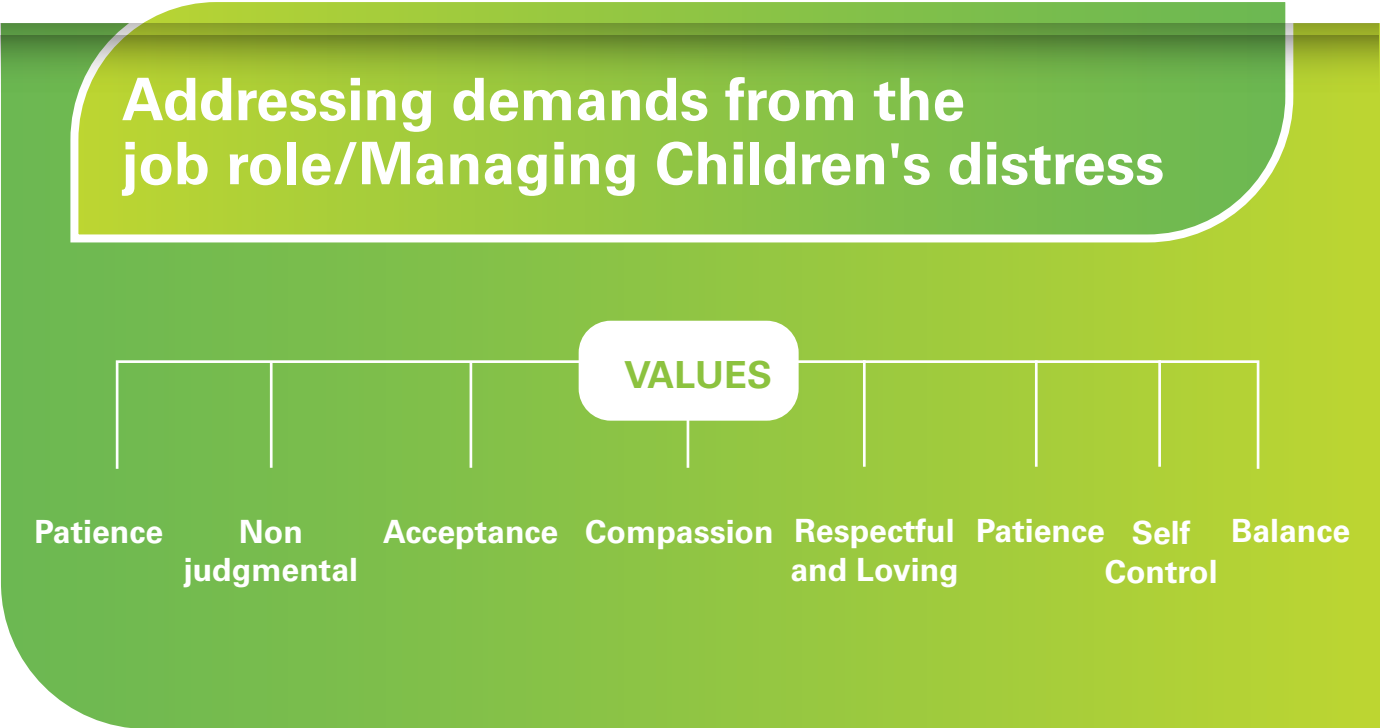 Addressing demands from the
job role/Managing Children's distress
VALUES
Patience
Non
judgmental
Acceptance
Compassion
Respectful
and Loving
Patience
Self
Control
Balance